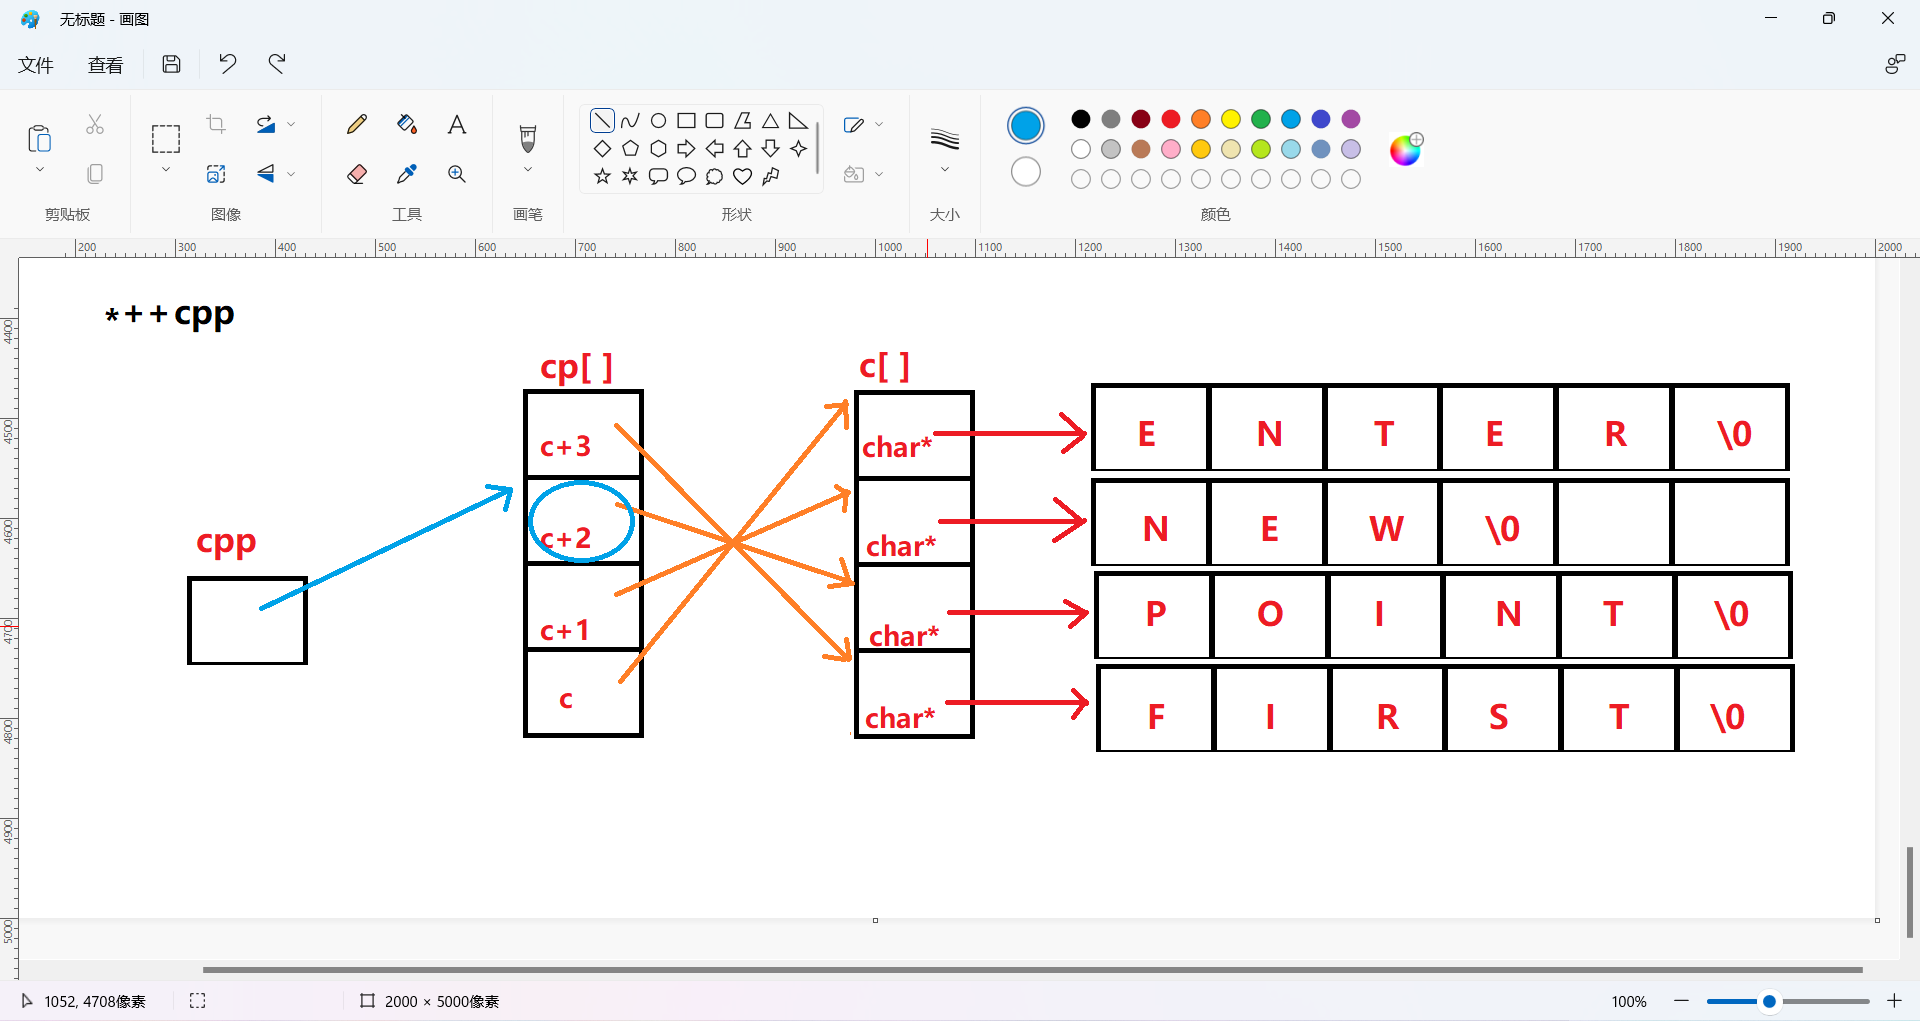 无标题 - 画图
文件 查看
剪贴板 图像 工具 画笔 形状 大小 颜色
200 300 400 500 600 700 800 900 1000 1100 1200 1300 1400 1500 1600 1700 1800 1900 2000
4400
4500
4600
4700
4800
4900
5000
*++cpp
cp[ ] c[ ]
c+3 char* E N T E R \0
c+2 char* N E W \0
cpp
c+1 char* P O I N T \0
c char* F I R S T \0
1052, 4708像素 2000 × 5000像素 100%